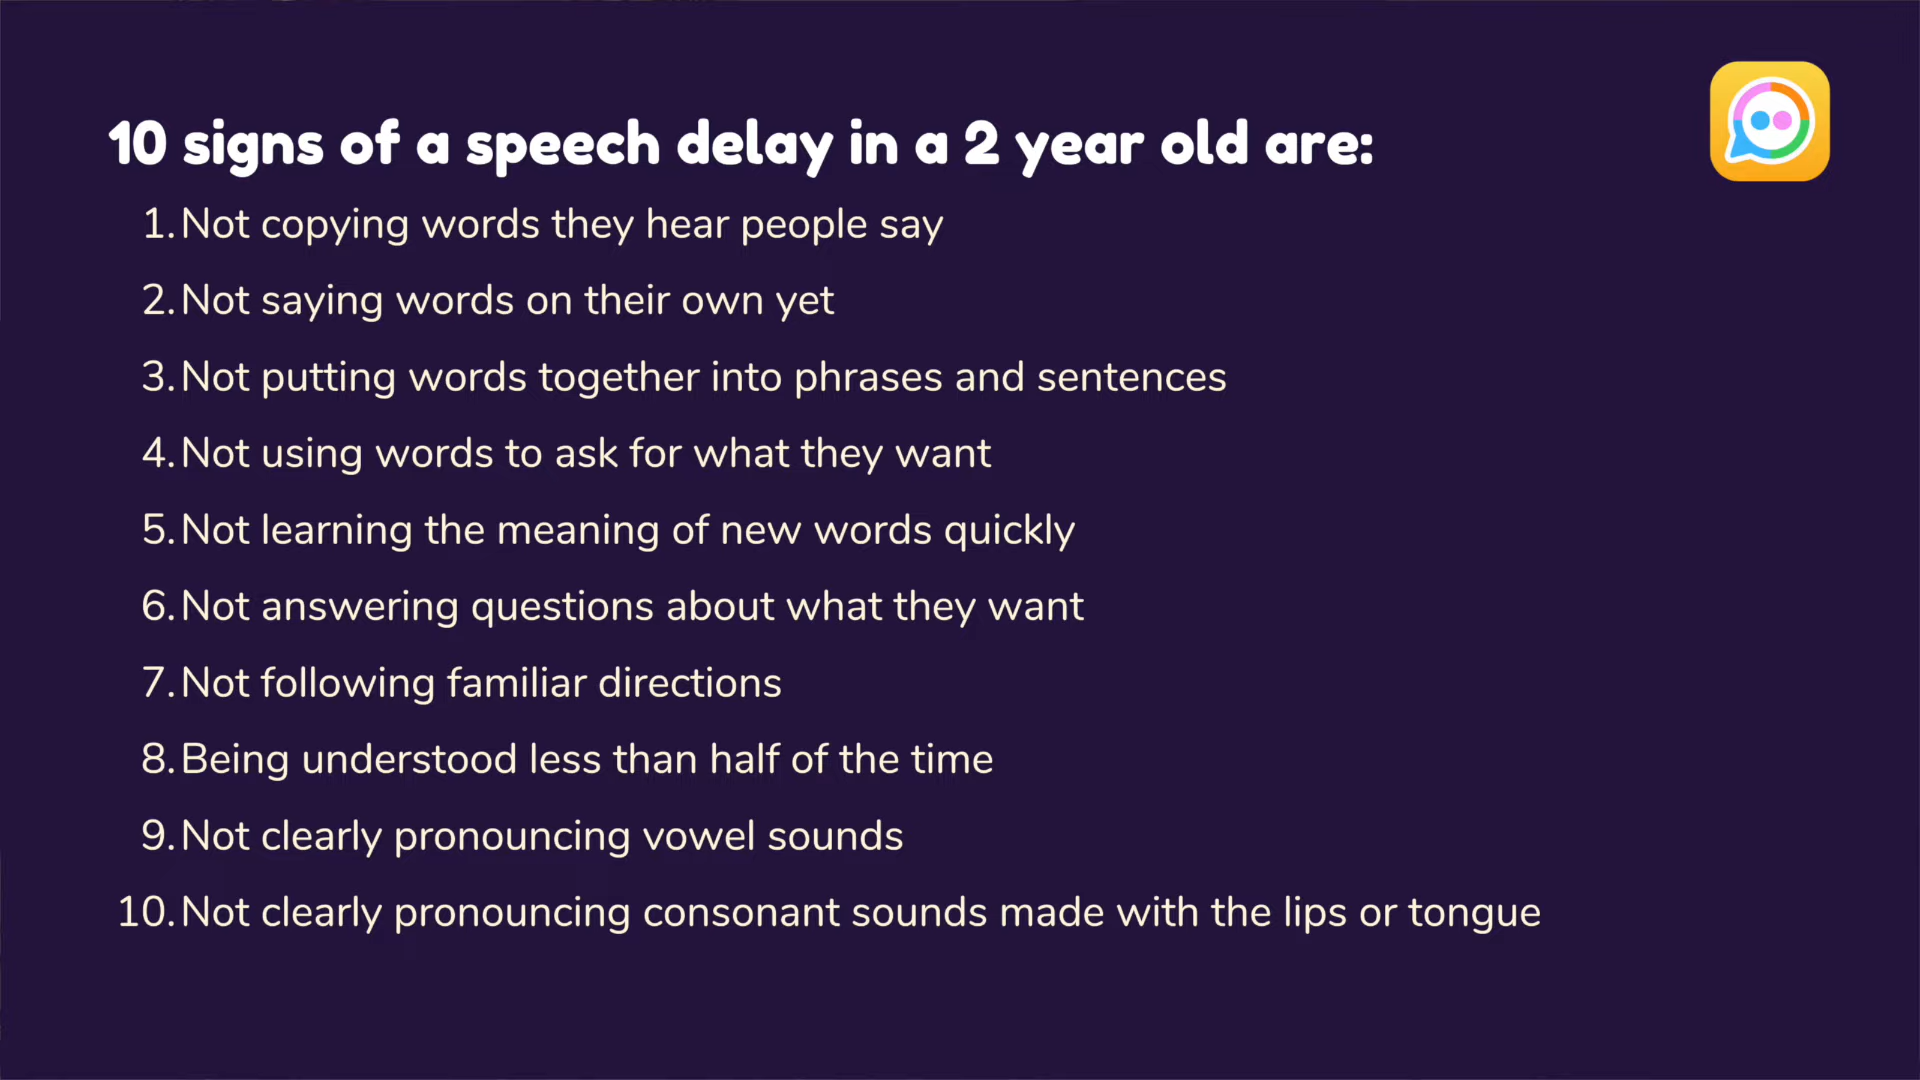 10 signs of a speech delay in a 2 year old are:
1. Not copying words they hear people say
2. Not saying words on their own yet
3. Not putting words together into phrases and sentences
4. Not using words to ask for what they want
5. Not learning the meaning of new words quickly
6. Not answering questions about what they want
7. Not following familiar directions
8. Being understood less than half of the time
9. Not clearly pronouncing vowel sounds
10. Not clearly pronouncing consonant sounds made with the lips or tongue